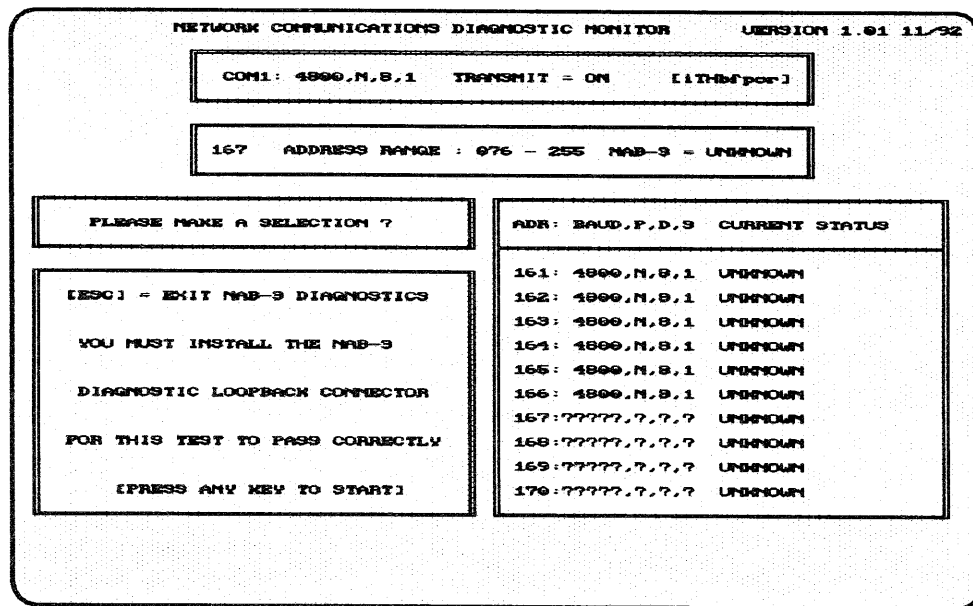 NETWORK COMMUNICATIONS DIAGNOSTIC MONITOR VERSION 1.01 11/92
COM1: 4800,N,8,1 TRANSMIT = ON [iTHbfpor]
167 ADDRESS RANGE : 076 - 255 NAB-9 = UNKNOWN
PLEASE MAKE A SELECTION ?
[ESC] = EXIT NAB-9 DIAGNOSTICS
YOU MUST INSTALL THE NAB-9
DIAGNOSTIC LOOPBACK CONNECTOR
FOR THIS TEST TO PASS CORRECTLY
[PRESS ANY KEY TO START]
ADR: BAUD,P,D,S CURRENT STATUS
161: 4800,N,8,1 UNKNOWN
162: 4800,N,8,1 UNKNOWN
163: 4800,N,8,1 UNKNOWN
164: 4800,N,8,1 UNKNOWN
165: 4800,N,8,1 UNKNOWN
166: 4800,N,8,1 UNKNOWN
167:?????,?,?,? UNKNOWN
168:?????,?,?,? UNKNOWN
169:?????,?,?,? UNKNOWN
170:?????,?,?,? UNKNOWN